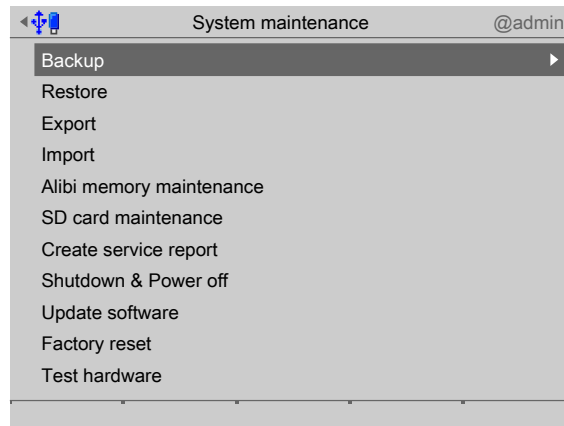 System maintenance @admin
Backup
Restore
Export
Import
Alibi memory maintenance
SD card maintenance
Create service report
Shutdown & Power off
Update software
Factory reset
Test hardware